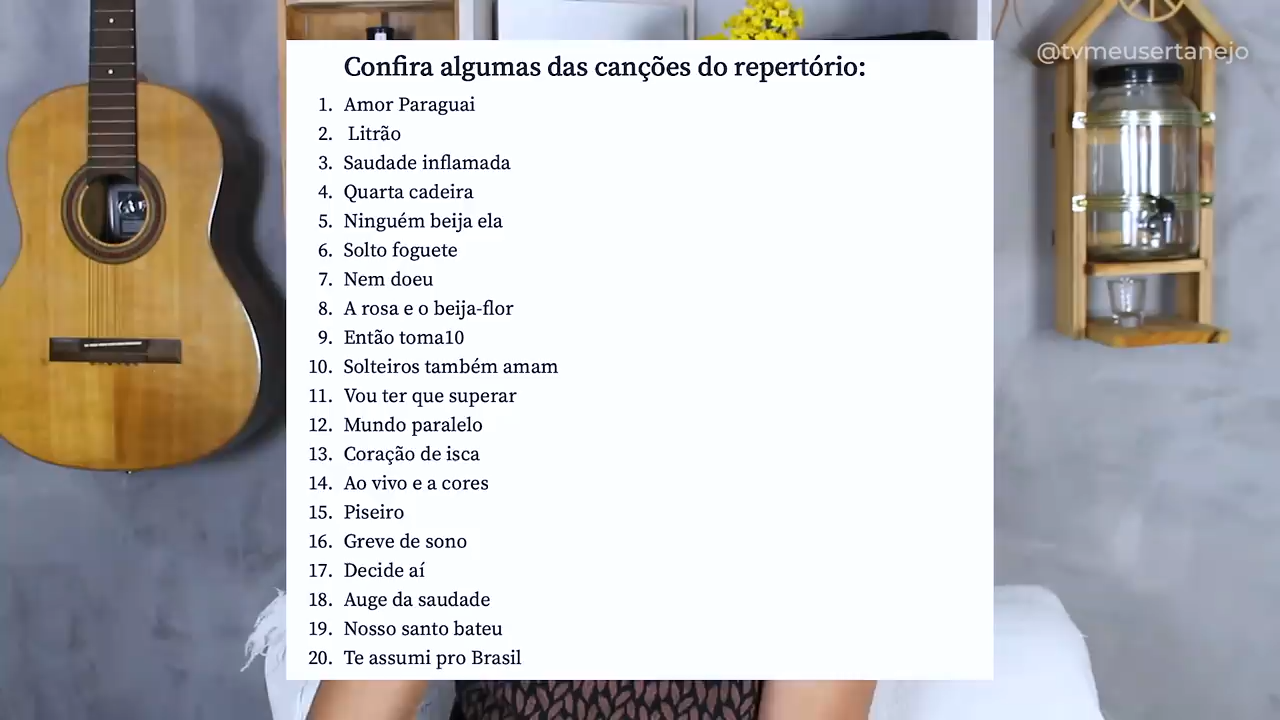 @tvmeusertanejo
Confira algumas das canções do repertório:
1. Amor Paraguai
2. Litrão
3. Saudade inflamada
4. Quarta cadeira
5. Ninguém beija ela
6. Solto foguete
7. Nem doeu
8. A rosa e o beija-flor
9. Então toma10
10. Solteiros também amam
11. Vou ter que superar
12. Mundo paralelo
13. Coração de isca
14. Ao vivo e a cores
15. Piseiro
16. Greve de sono
17. Decide aí
18. Auge da saudade
19. Nosso santo bateu
20. Te assumi pro Brasil